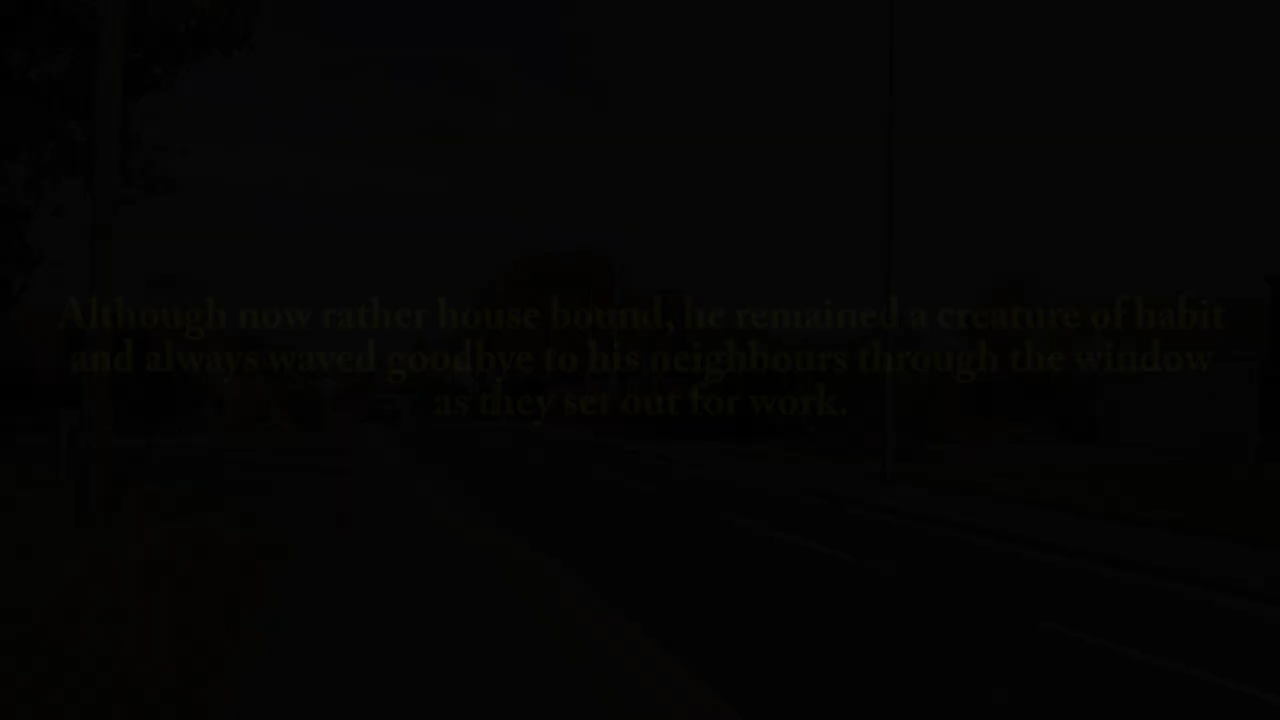 Although now rather house bound, he remained a creature of habit
and always waved goodbye to his neighbours through the window
as they set out for work.